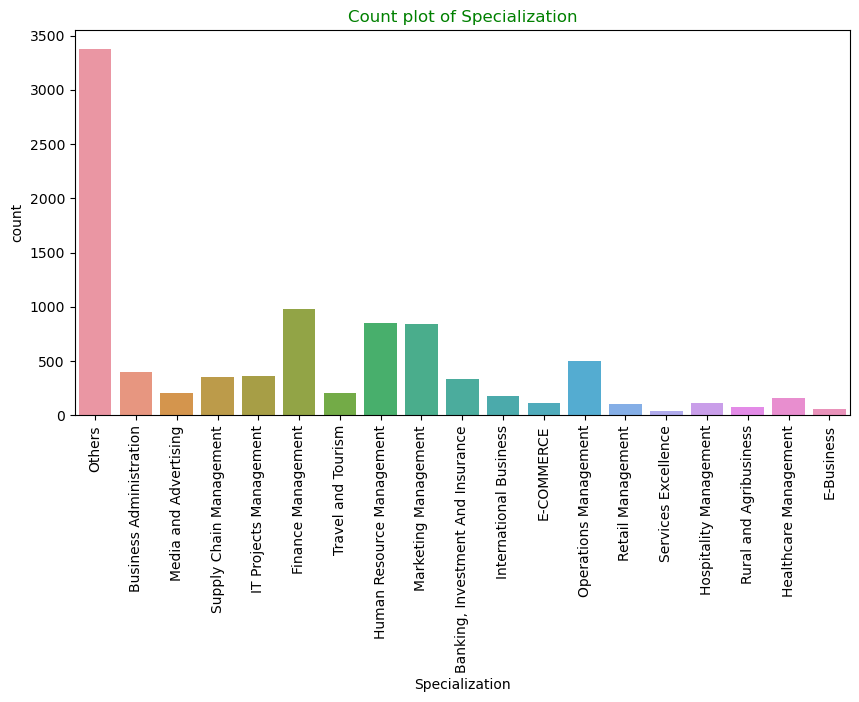 Count plot of Specialization
3500
3000
2500
2000
1500
1000
500
0
count
Others
Business Administration
Media and Advertising
Supply Chain Management
IT Projects Management
Finance Management
Travel and Tourism
Human Resource Management
Marketing Management
Banking, Investment And Insurance
International Business
E-COMMERCE
Operations Management
Retail Management
Services Excellence
Hospitality Management
Rural and Agribusiness
Healthcare Management
E-Business
Specialization